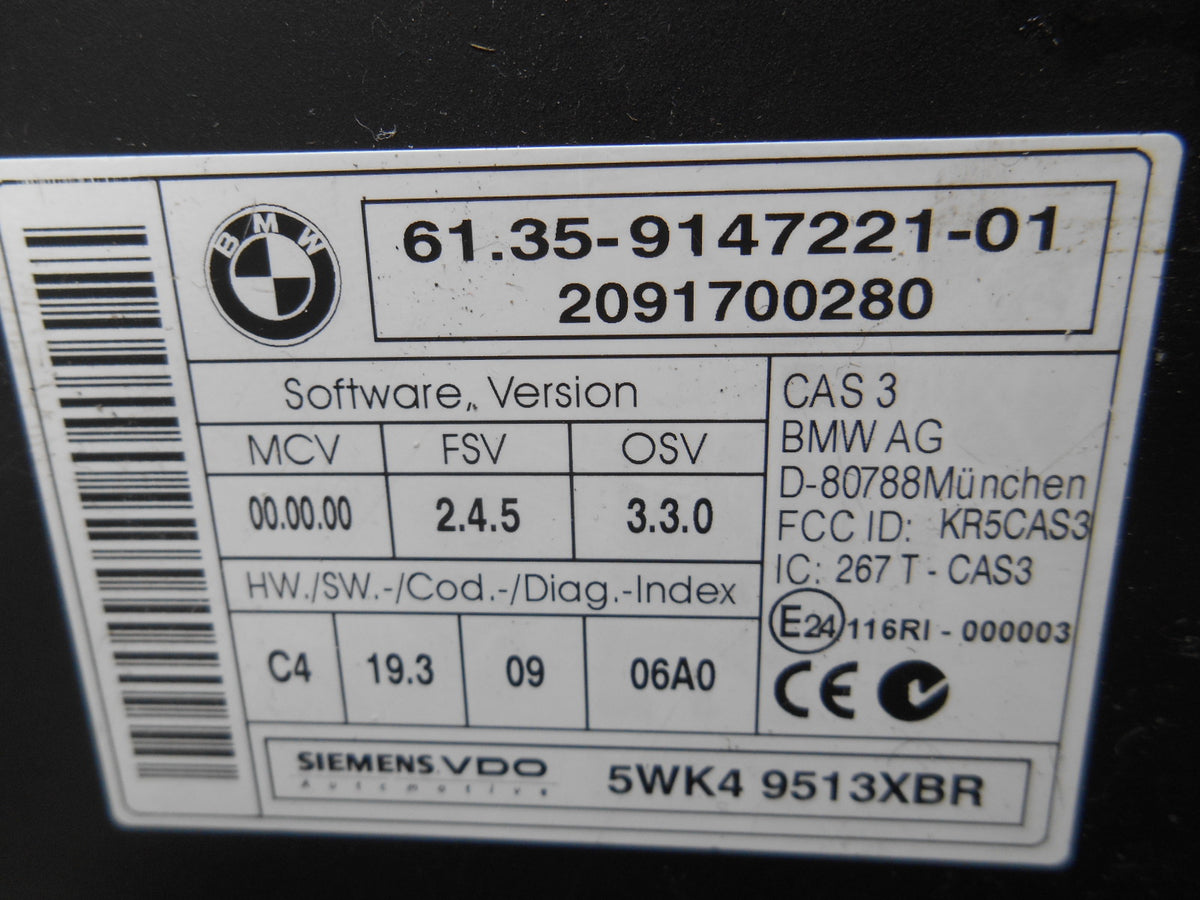 BMW
61.35-9147221-01
2091700280
Software, Version
MCV FSV OSV
00.00.00 2.4.5 3.3.0
HW./SW.-/Cod.-/Diag.-Index
C4 19.3 09 06A0
CAS 3
BMW AG
D-80788München
FCC ID: KR5CAS3
IC: 267 T - CAS3
E24 116RI - 000003
CE
SIEMENS VDO
Automotive
5WK4 9513XBR